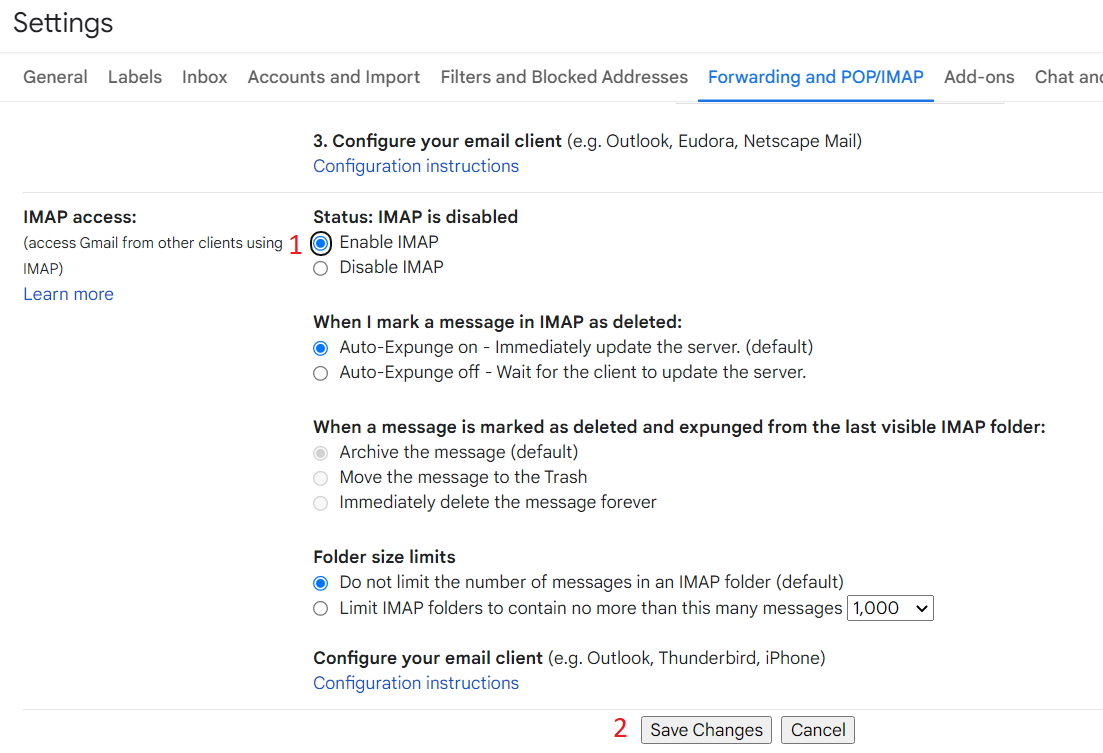 Settings
General Labels Inbox Accounts and Import Filters and Blocked Addresses Forwarding and POP/IMAP Add-ons Chat and
3. Configure your email client (e.g. Outlook, Eudora, Netscape Mail)
Configuration instructions
IMAP access:
(access Gmail from other clients using
IMAP)
Learn more
Status: IMAP is disabled
1 Enable IMAP
Disable IMAP
When I mark a message in IMAP as deleted:
Auto-Expunge on - Immediately update the server. (default)
Auto-Expunge off - Wait for the client to update the server.
When a message is marked as deleted and expunged from the last visible IMAP folder:
Archive the message (default)
Move the message to the Trash
Immediately delete the message forever
Folder size limits
Do not limit the number of messages in an IMAP folder (default)
Limit IMAP folders to contain no more than this many messages 1,000
Configure your email client (e.g. Outlook, Thunderbird, iPhone)
Configuration instructions
2 Save Changes Cancel